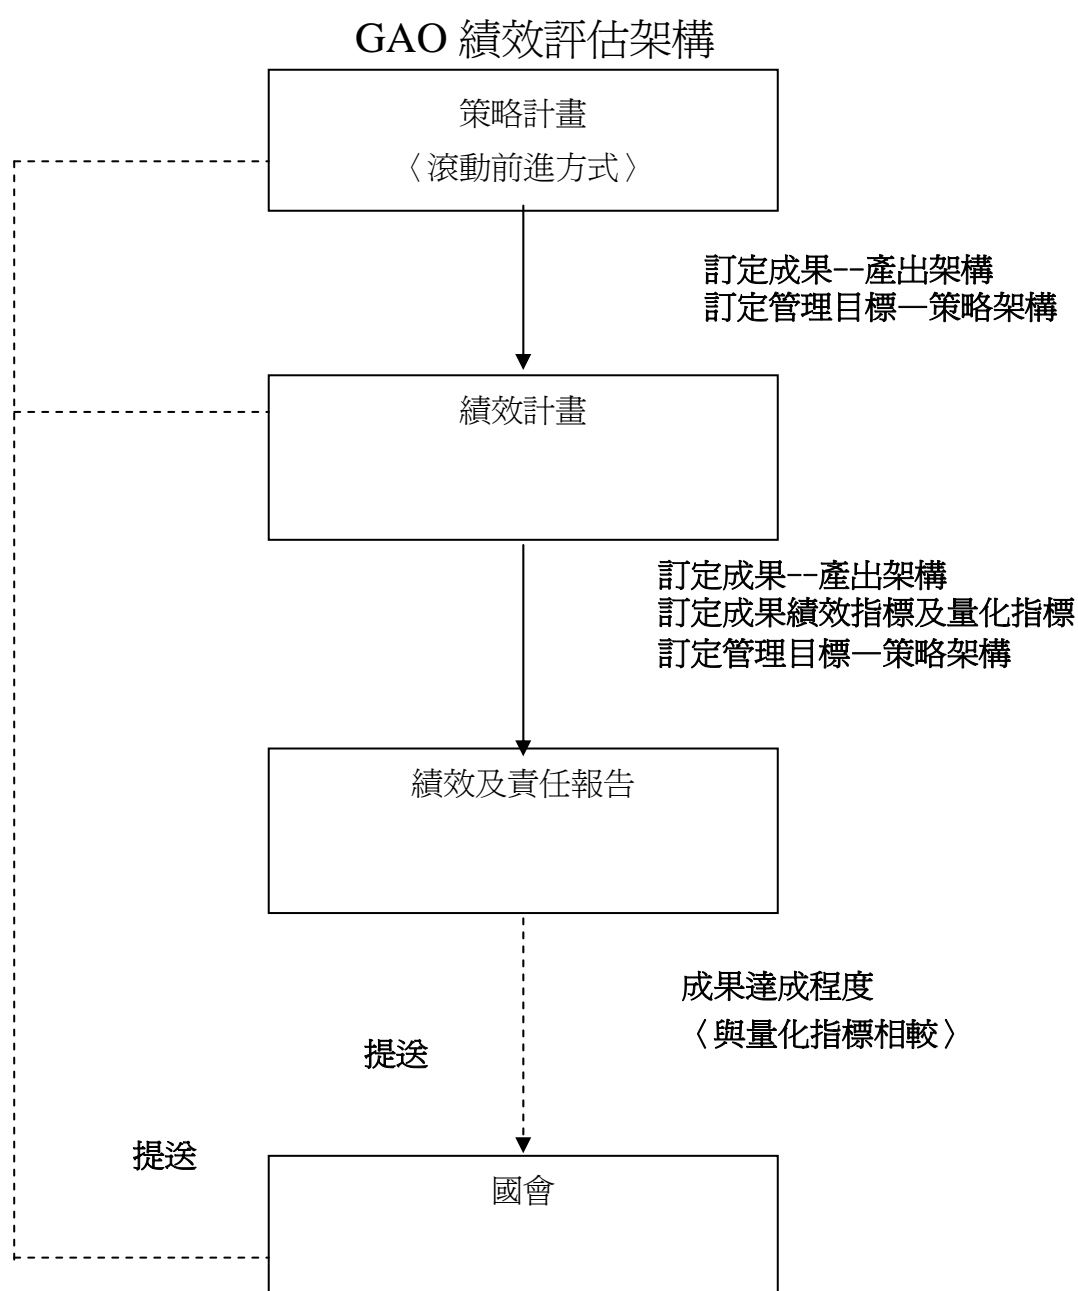 GAO 績效評估架構
策略計畫
〈滾動前進方式〉
訂定成果--產出架構
訂定管理目標—策略架構
績效計畫
訂定成果--產出架構
訂定成果績效指標及量化指標
訂定管理目標—策略架構
績效及責任報告
成果達成程度
〈與量化指標相較〉
提送
提送
國會